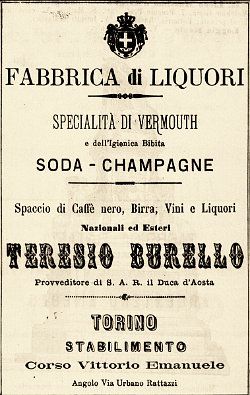 FABBRICA di LIQUORI
SPECIALITÀ DI VERMOUTH
e dell'Igienica Bibita
SODA - CHAMPAGNE
Spaccio di Caffè nero, Birra, Vini e Liquori
Nazionali ed Esteri
TERESIO BURELLO
Provveditore di S. A. R. il Duca d'Aosta
TORINO
STABILIMENTO
Corso Vittorio Emanuele
Angolo Via Urbano Rattazzi